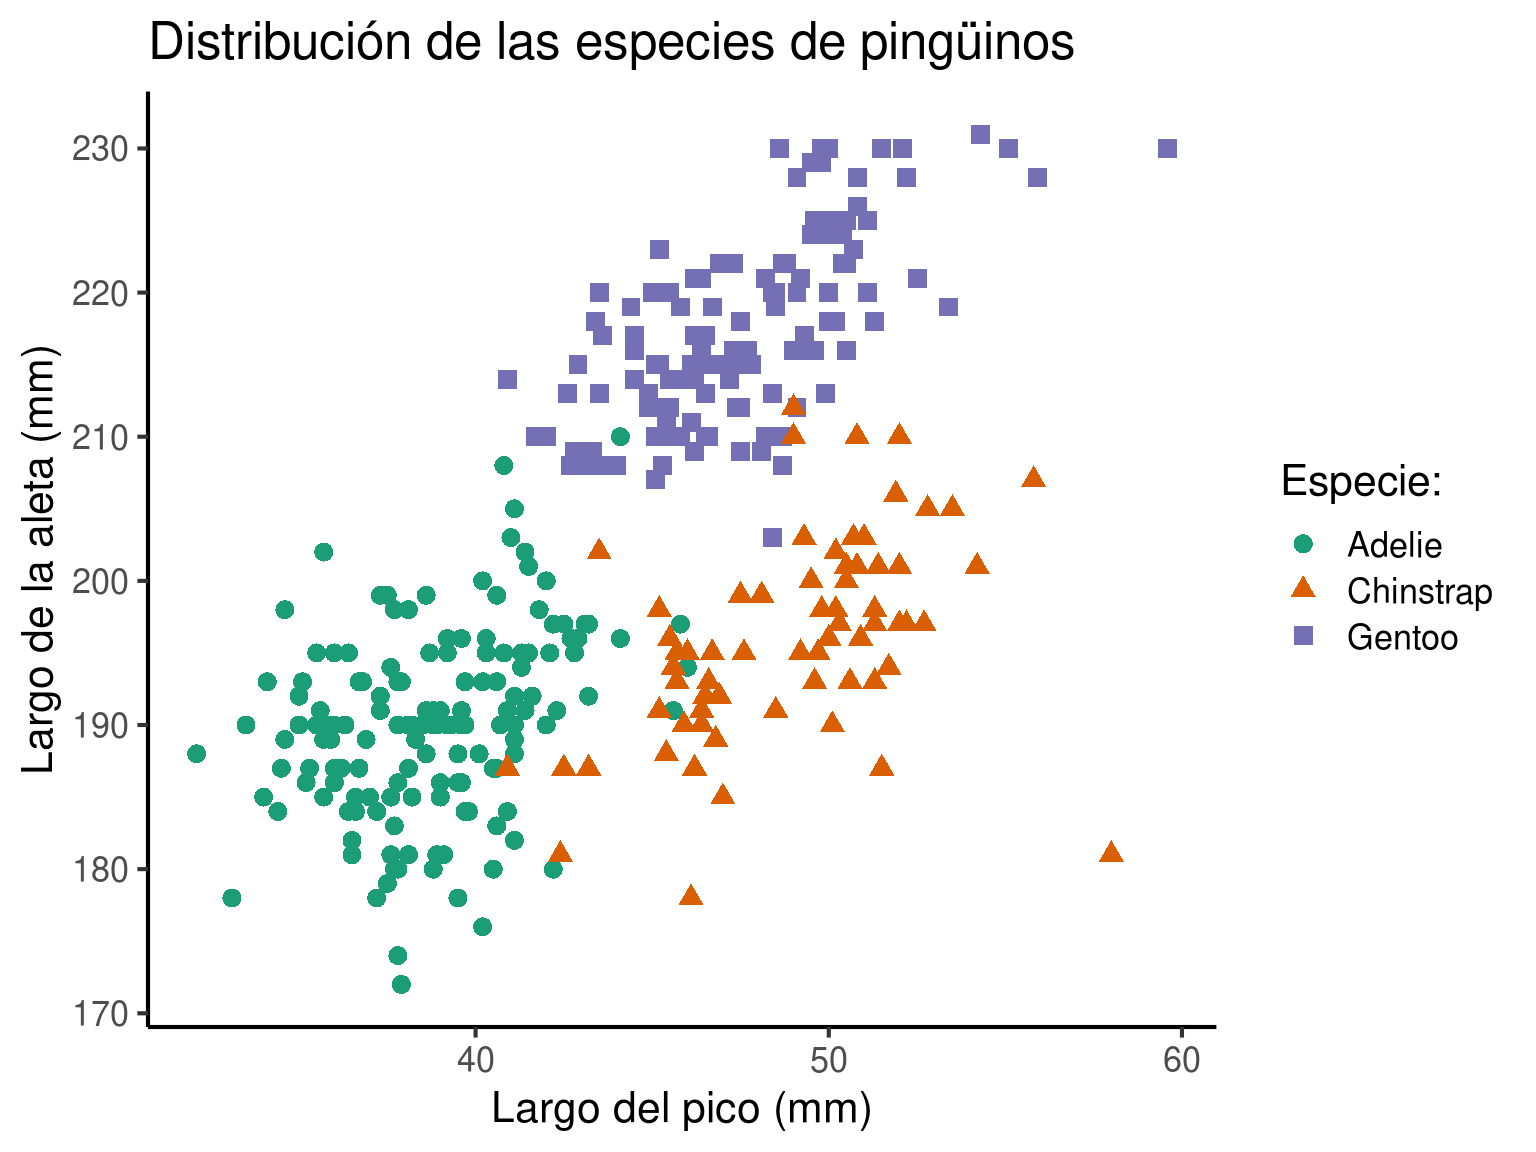 Distribución de las especies de pingüinos
Largo de la aleta (mm)
230
220
210
200
190
180
170
40 50 60
Largo del pico (mm)
Especie:
Adelie
Chinstrap
Gentoo